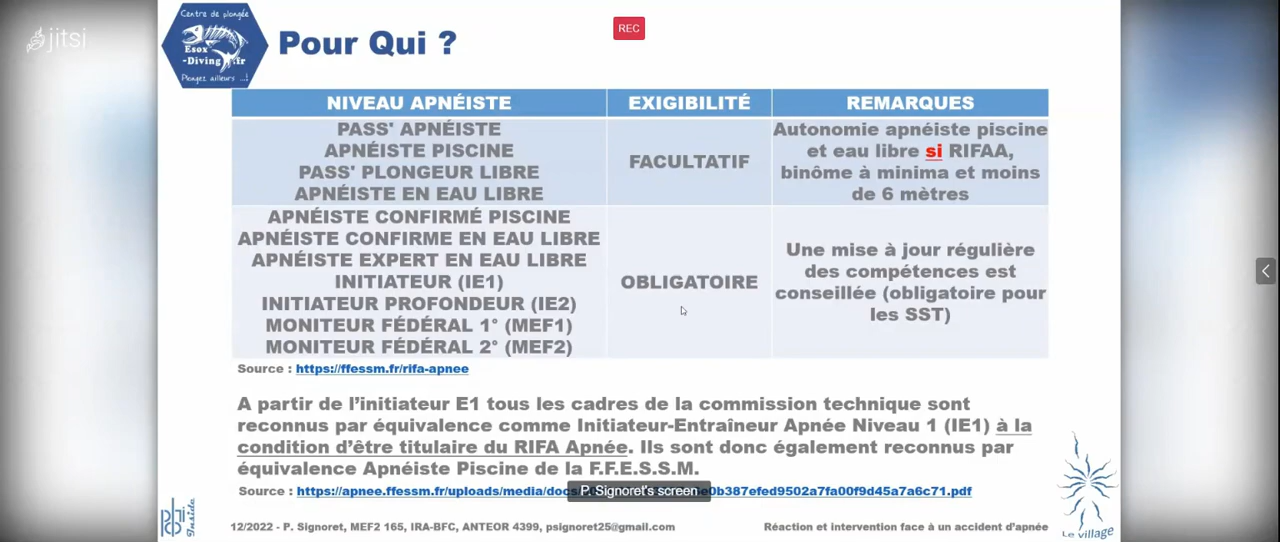 jitsi
Centre de plongée
Esox
-Diving.fr
Plongez ailleurs ...!
Pour Qui ?
REC
NIVEAU APNÉISTE
EXIGIBILITÉ
REMARQUES
PASS' APNÉISTE
APNÉISTE PISCINE
PASS' PLONGEUR LIBRE
APNÉISTE EN EAU LIBRE
FACULTATIF
Autonomie apnéiste piscine
et eau libre si RIFAA,
binôme à minima et moins
de 6 mètres
APNÉISTE CONFIRMÉ PISCINE
APNÉISTE CONFIRME EN EAU LIBRE
APNÉISTE EXPERT EN EAU LIBRE
INITIATEUR (IE1)
INITIATEUR PROFONDEUR (IE2)
MONITEUR FÉDÉRAL 1° (MEF1)
MONITEUR FÉDÉRAL 2° (MEF2)
OBLIGATOIRE
Une mise à jour régulière
des compétences est
conseillée (obligatoire pour
les SST)
Source : https://ffessm.fr/rifa-apnee
A partir de l'initiateur E1 tous les cadres de la commission technique sont
reconnus par équivalence comme Initiateur-Entraîneur Apnée Niveau 1 (IE1) à la
condition d'être titulaire du RIFA Apnée. Ils sont donc également reconnus par
équivalence Apnéiste Piscine de la F.F.E.S.S.M.
Source : https://apnee.ffessm.fr/uploads/media/docs
P. Signoret's screen
e0b387efed9502a7fa00f9d45a7a6c71.pdf
Inside
12/2022 - P. Signoret, MEF2 165, IRA-BFC, ANTEOR 4399, psignoret25@gmail.com
Réaction et intervention face à un accident d'apnée
Le village